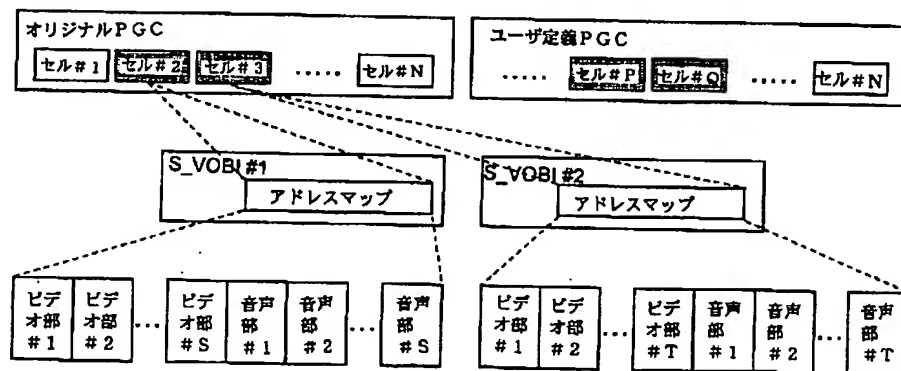 オリジナルPGC
セル#1 セル#2 セル#3 ..... セル#N
ユーザ定義PGC
..... セル#P セル#Q ..... セル#N
S_VOBI #1
アドレスマップ
S_VOBI #2
アドレスマップ
ビデオ部#1 ビデオ部#2 ... ビデオ部#S 音声部#1 音声部#2 ... 音声部#S
ビデオ部#1 ビデオ部#2 ... ビデオ部#T 音声部#1 音声部#2 ... 音声部#T